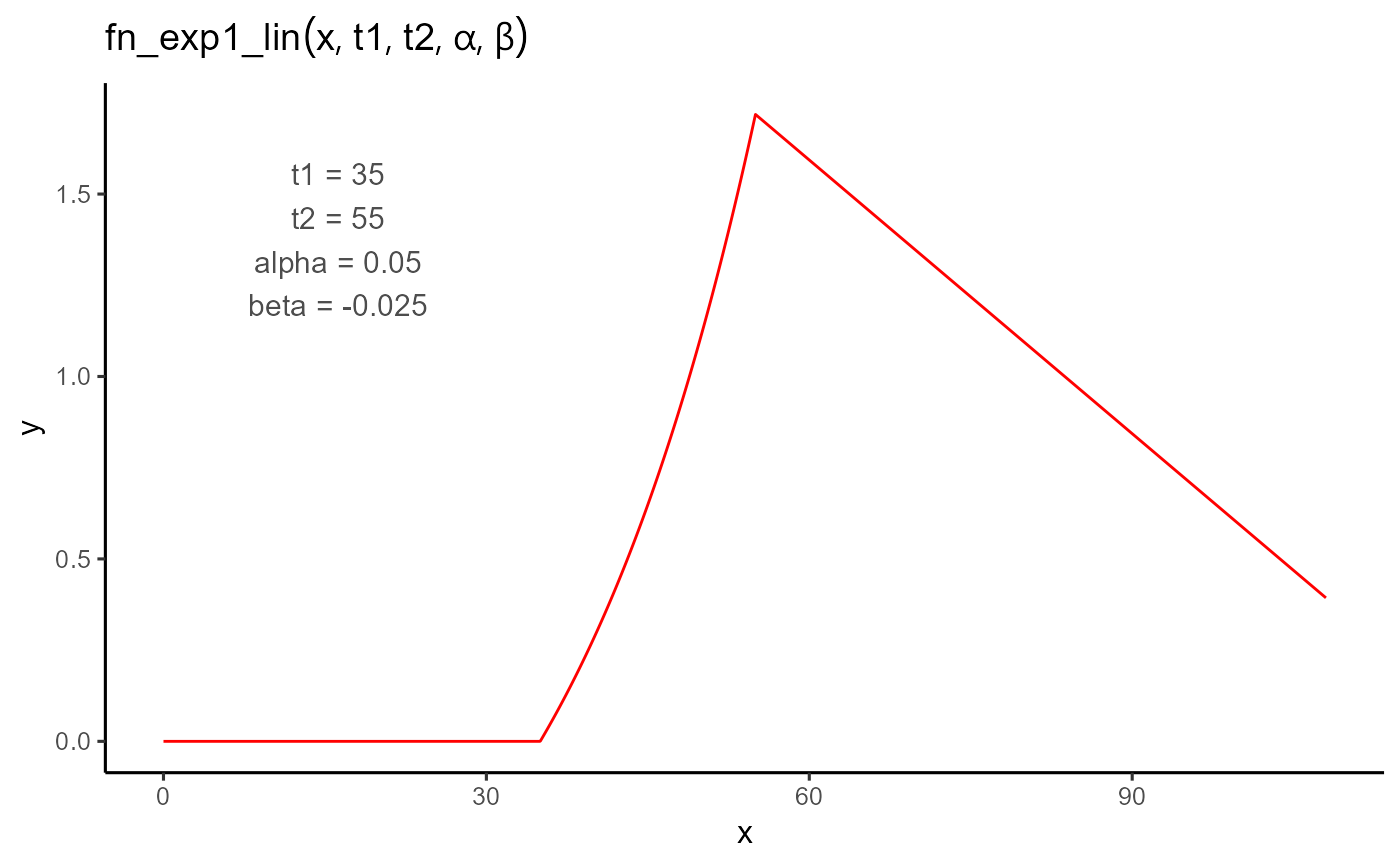 fn_exp1_lin(x, t1, t2, α, β)
t1 = 35
t2 = 55
alpha = 0.05
beta = -0.025
1.5
1.0
0.5
0.0
y
0
30
60
90
x